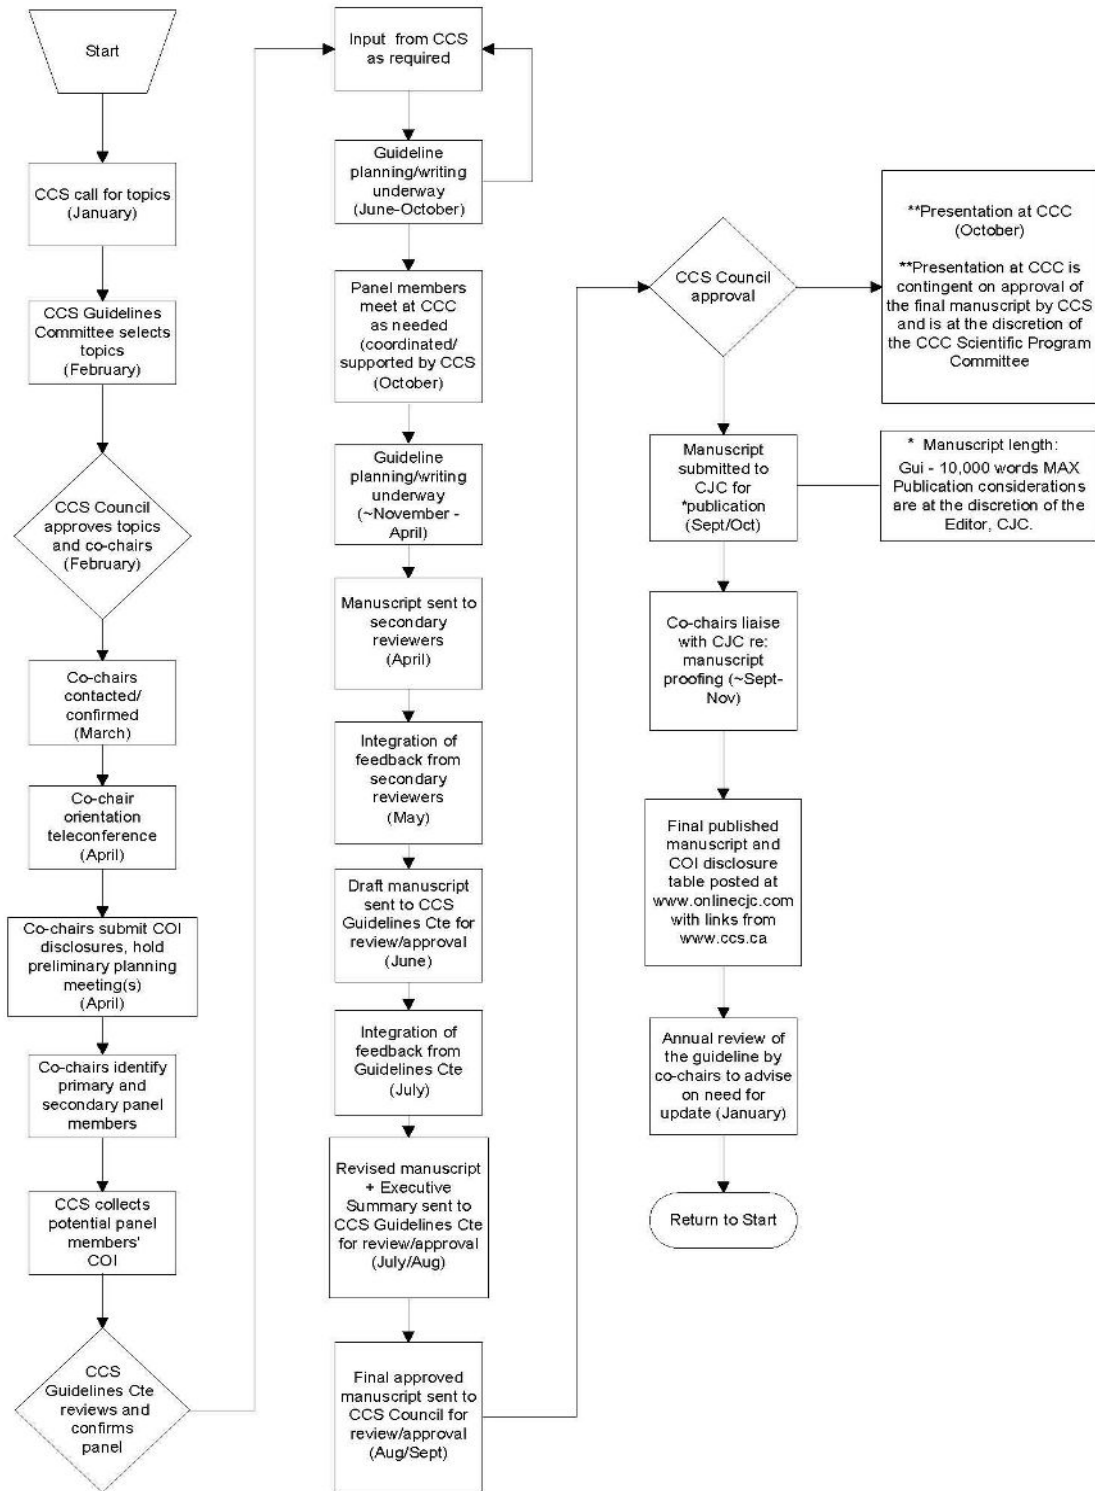 Start
CCS call for topics
(January)
CCS Guidelines
Committee selects
topics
(February)
CCS Council
approves topics
and co-chairs
(February)
Co-chairs
contacted/
confirmed
(March)
Co-chair
orientation
teleconference
(April)
Co-chairs submit COI
disclosures, hold
preliminary planning
meeting(s)
(April)
Co-chairs identify
primary and
secondary panel
members
CCS collects
potential panel
members'
COI
CCS
Guidelines Cte
reviews and
confirms
panel
Input from CCS
as required
Guideline
planning/writing
underway
(June-October)
Panel members
meet at CCC
as needed
(coordinated/
supported by CCS
(October)
Guideline
planning/writing
underway
(~November -
April)
Manuscript sent to
secondary
reviewers
(April)
Integration of
feedback from
secondary
reviewers
(May)
Draft manuscript
sent to CCS
Guidelines Cte for
review/approval
(June)
Integration of
feedback from
Guidelines Cte
(July)
Revised manuscript
+ Executive
Summary sent to
CCS Guidelines Cte
for review/approval
(July/Aug)
Final approved
manuscript sent to
CCS Council for
review/approval
(Aug/Sept)
CCS Council
approval
**Presentation at CCC
(October)
**Presentation at CCC is
contingent on approval of
the final manuscript by CCS
and is at the discretion of
the CCC Scientific Program
Committee
Manuscript
submitted to
CJC for
*publication
(Sept/Oct)
* Manuscript length:
Gui - 10,000 words MAX
Publication considerations
are at the discretion of the
Editor, CJC.
Co-chairs liaise
with CJC re:
manuscript
proofing (~Sept-
Nov)
Final published
manuscript and
COI disclosure
table posted at
www.onlinecjc.com
with links from
www.ccs.ca
Annual review of
the guideline by
co-chairs to advise
on need for
update (January)
Return to Start